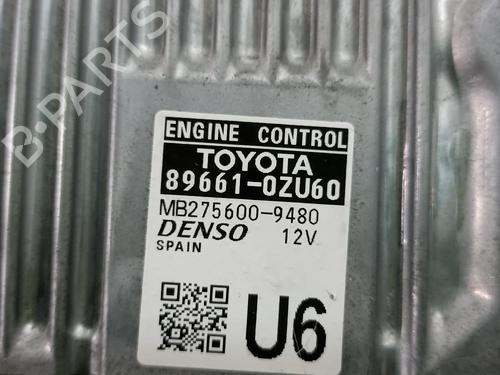 B-PARTS
ENGINE CONTROL
TOYOTA
89661-0ZU60
MB275600-9480
DENSO 12V
SPAIN
U6